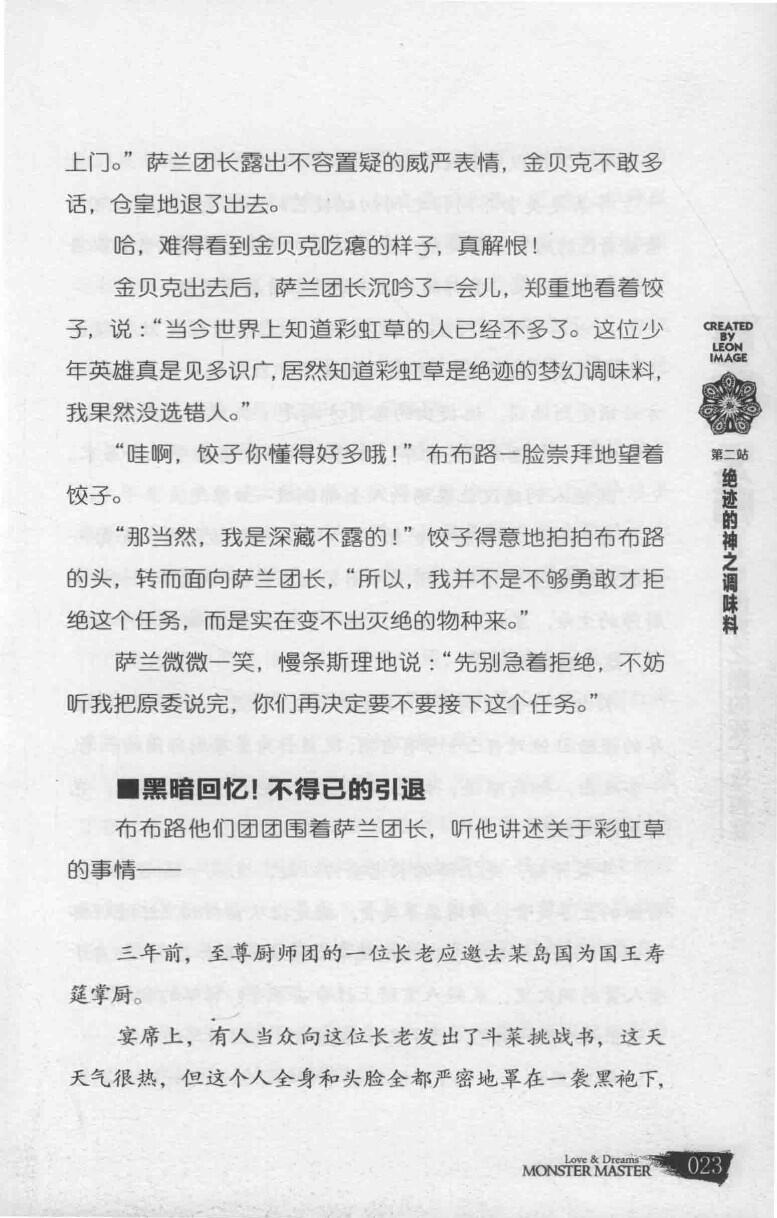 上门。”萨兰团长露出不容置疑的威严表情，金贝克不敢多
话，仓皇地退了出去。
哈，难得看到金贝克吃瘪的样子，真解恨！
金贝克出去后，萨兰团长沉吟了一会儿，郑重地看着饺
子，说：“当今世界上知道彩虹草的人已经不多了。这位少
年英雄真是见多识广，居然知道彩虹草是绝迹的梦幻调味料，
我果然没选错人。”
“哇啊，饺子你懂得好多哦！”布布路一脸崇拜地望着
饺子。
“那当然，我是深藏不露的！”饺子得意地拍拍布布路
的头，转而面向萨兰团长，“所以，我并不是不够勇敢才拒
绝这个任务，而是实在变不出灭绝的物种来。”
萨兰微微一笑，慢条斯理地说：“先别急着拒绝，不妨
听我把原委说完，你们再决定要不要接下这个任务。”
■黑暗回忆！不得已的引退
布布路他们团团围着萨兰团长，听他讲述关于彩虹草
的事情——
三年前，至尊厨师团的一位长老应邀去某岛国为国王寿
筵掌厨。
宴席上，有人当众向这位长老发出了斗菜挑战书，这天
天气很热，但这个人全身和头脸全都严密地罩在一袭黑袍下，
CREATED
BY
LEON
IMAGE
第二站
绝迹的神之调味料
Love & Dreams
MONSTER MASTER
023